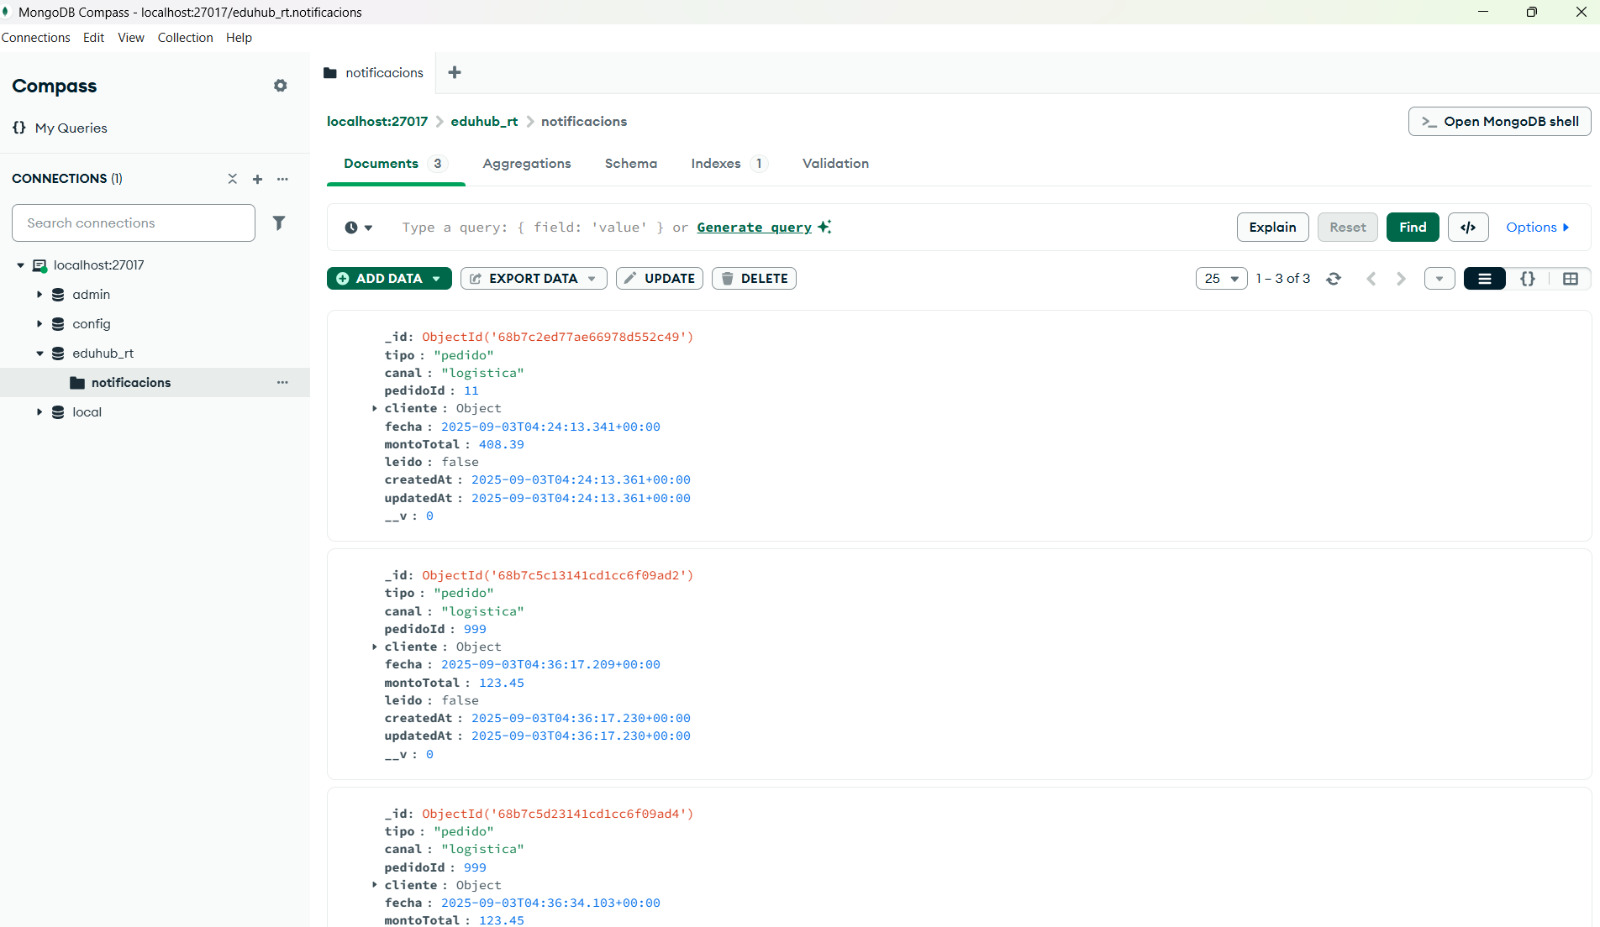 MongoDB Compass - localhost:27017/eduhub_rt.notificacions
Connections Edit View Collection Help
Compass
{} My Queries
CONNECTIONS (1)
Search connections
localhost:27017
admin
config
eduhub_rt
notificacions
local
notificacions
localhost:27017 > eduhub_rt > notificacions
>_ Open MongoDB shell
Documents 3 Aggregations Schema Indexes 1 Validation
Type a query: { field: 'value' } or Generate query
Explain Reset Find </> Options
ADD DATA EXPORT DATA UPDATE DELETE
25 1 – 3 of 3 {}
_id: ObjectId('68b7c2ed77ae66978d552c49')
tipo : "pedido"
canal : "logistica"
pedidoId : 11
cliente : Object
fecha : 2025-09-03T04:24:13.341+00:00
montoTotal : 408.39
leido : false
createdAt : 2025-09-03T04:24:13.361+00:00
updatedAt : 2025-09-03T04:24:13.361+00:00
__v : 0
_id: ObjectId('68b7c5c13141cd1cc6f09ad2')
tipo : "pedido"
canal : "logistica"
pedidoId : 999
cliente : Object
fecha : 2025-09-03T04:36:17.209+00:00
montoTotal : 123.45
leido : false
createdAt : 2025-09-03T04:36:17.230+00:00
updatedAt : 2025-09-03T04:36:17.230+00:00
__v : 0
_id: ObjectId('68b7c5d23141cd1cc6f09ad4')
tipo : "pedido"
canal : "logistica"
pedidoId : 999
cliente : Object
fecha : 2025-09-03T04:36:34.103+00:00
montoTotal : 123.45